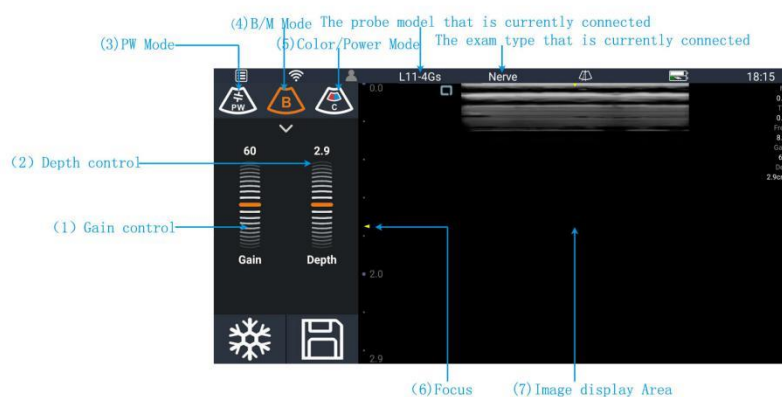 (4)B/M Mode The probe model that is currently connected
(3)PW Mode (5)Color/Power Mode The exam type that is currently connected
L11-4Gs Nerve 18:15
PW B C 0.0
60 2.9
(2) Depth control
(1) Gain control
Gain Depth
2.9cm
2.0
2.9
(6)Focus (7)Image display Area